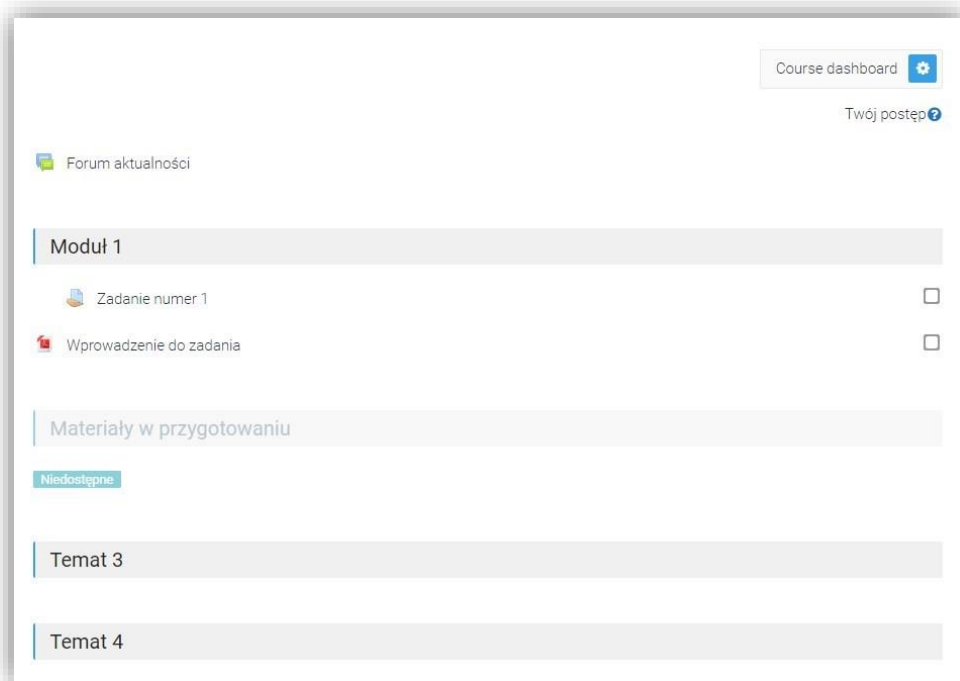 Course dashboard
Twój postęp
Forum aktualności
Moduł 1
Zadanie numer 1
Wprowadzenie do zadania
Materiały w przygotowaniu
Niedostępne
Temat 3
Temat 4